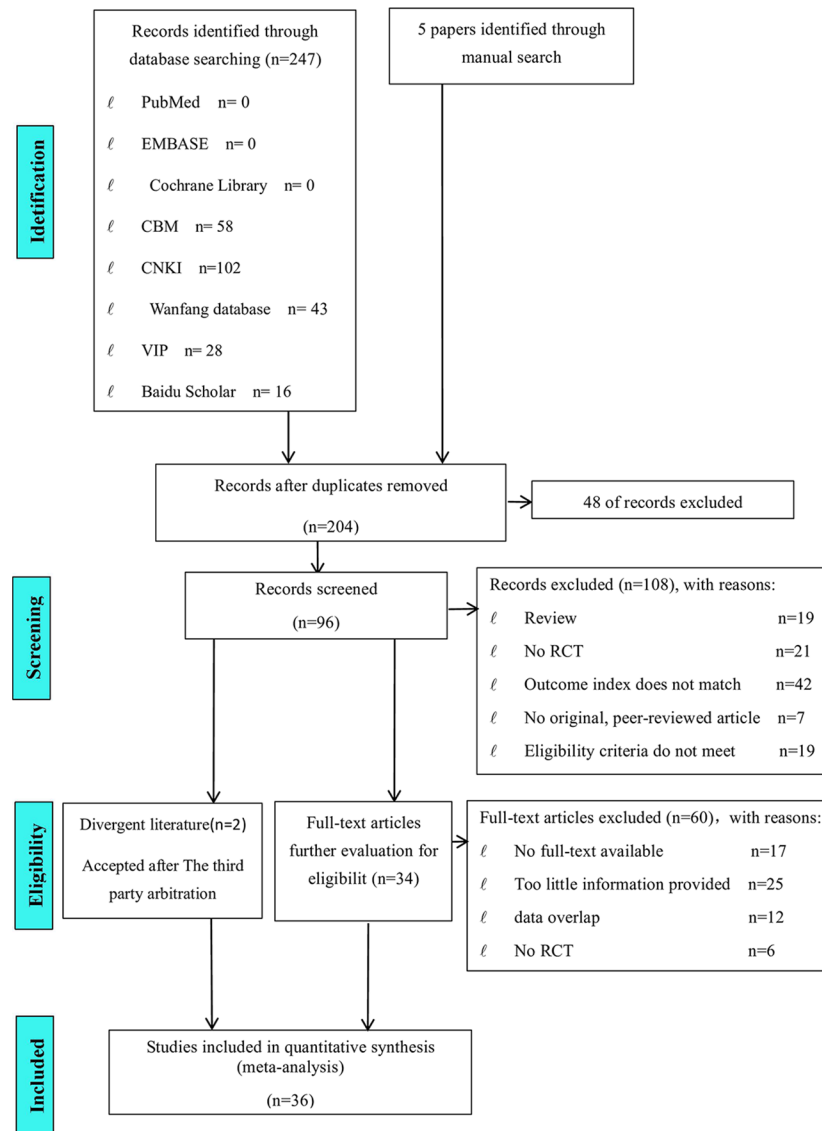 Records identified through
database searching (n=247)
ℓ PubMed n= 0
ℓ EMBASE n= 0
ℓ Cochrane Library n= 0
ℓ CBM n= 58
ℓ CNKI n=102
ℓ Wanfang database n= 43
ℓ VIP n= 28
ℓ Baidu Scholar n= 16
5 papers identified through
manual search
Idetification
Records after duplicates removed
(n=204)
48 of records excluded
Screening
Records screened
(n=96)
Records excluded (n=108), with reasons:
ℓ Review n=19
ℓ No RCT n=21
ℓ Outcome index does not match n=42
ℓ No original, peer-reviewed article n=7
ℓ Eligibility criteria do not meet n=19
Eligibility
Divergent literature(n=2)
Accepted after The third
party arbitration
Full-text articles
further evaluation for
eligibilit (n=34)
Full-text articles excluded (n=60)，with reasons:
ℓ No full-text available n=17
ℓ Too little information provided n=25
ℓ data overlap n=12
ℓ No RCT n=6
Included
Studies included in quantitative synthesis
(meta-analysis)
(n=36)